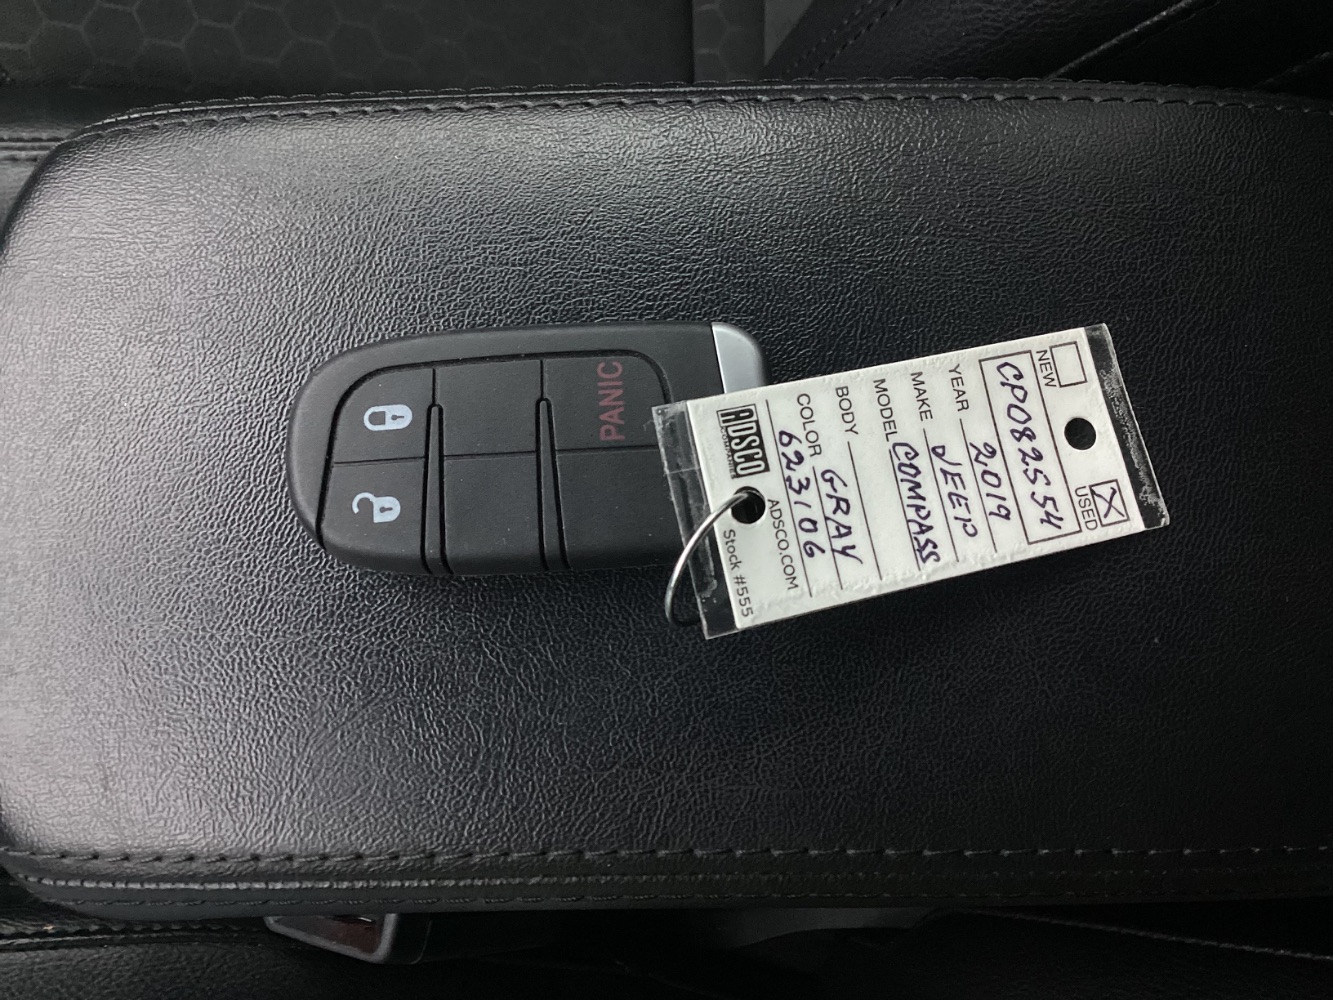 PANIC
NEW USED
CP082554
YEAR 2019
MAKE JEEP
MODEL COMPASS
BODY
COLOR GRAY
623106
ADSCO
COMPANIES
ADSCO.COM
Stock #555